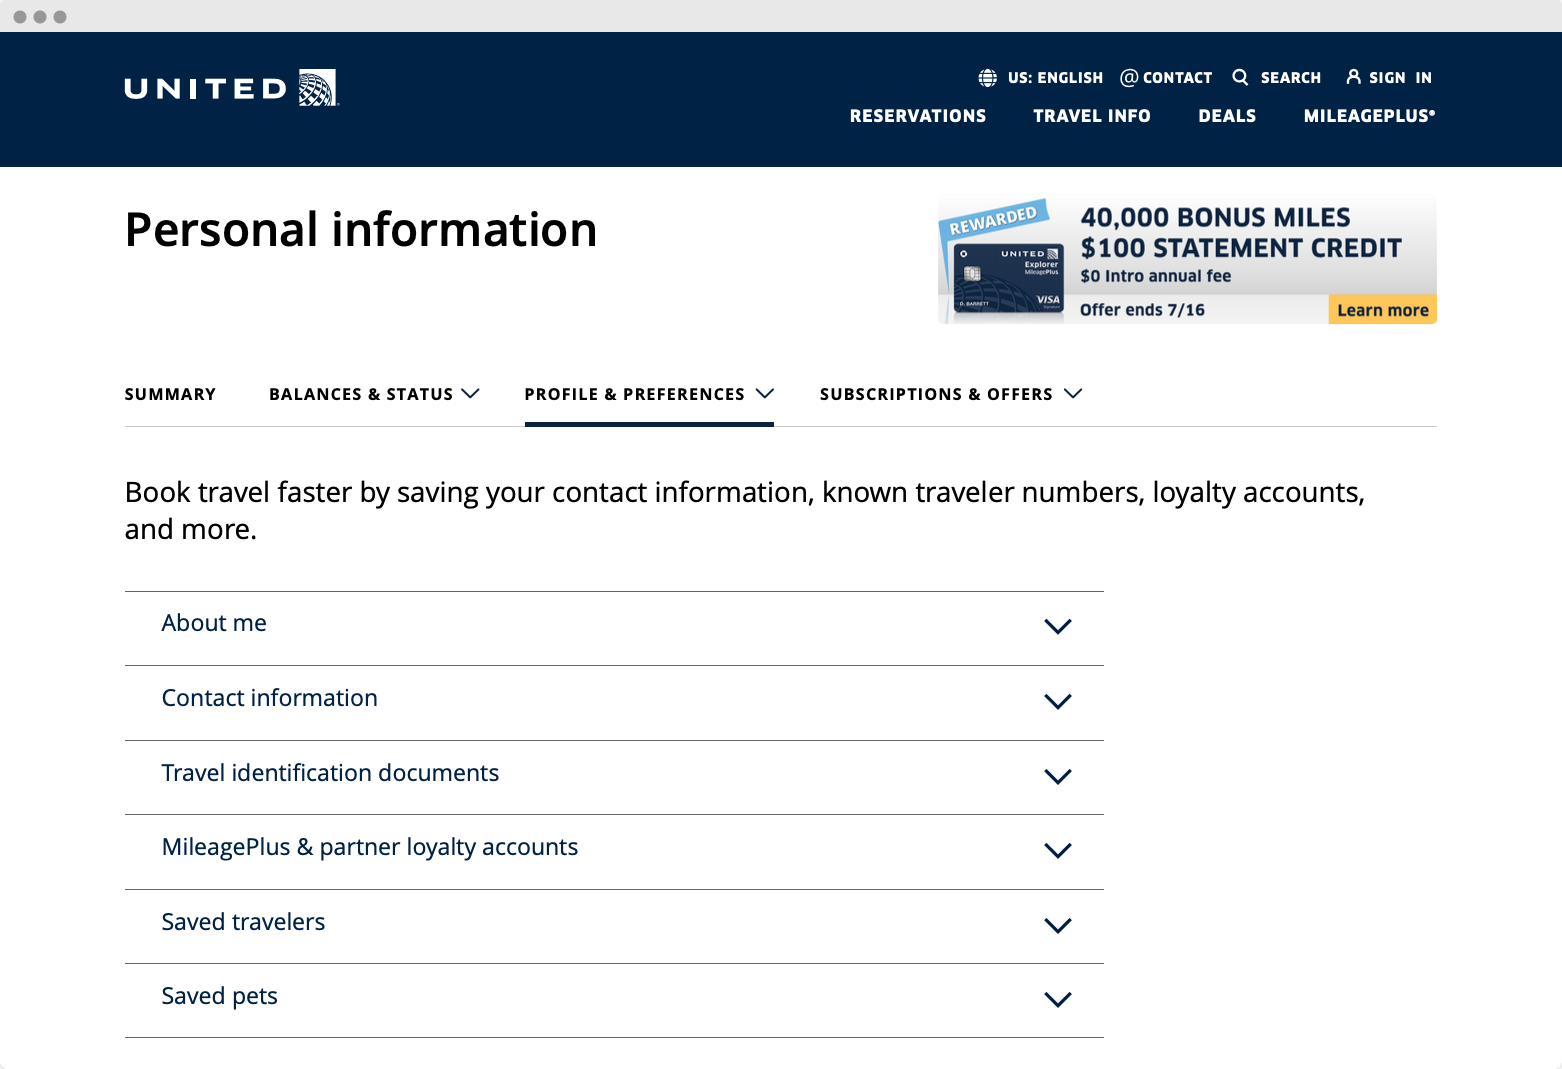 UNITED
US: ENGLISH @ CONTACT SEARCH SIGN IN
RESERVATIONS TRAVEL INFO DEALS MILEAGEPLUS®
Personal information
REWARDED
UNITED
Explorer
MileagePlus
D. BARRETT
VISA
Signature
40,000 BONUS MILES
$100 STATEMENT CREDIT
$0 Intro annual fee
Offer ends 7/16
Learn more
SUMMARY BALANCES & STATUS PROFILE & PREFERENCES SUBSCRIPTIONS & OFFERS
Book travel faster by saving your contact information, known traveler numbers, loyalty accounts,
and more.
About me
Contact information
Travel identification documents
MileagePlus & partner loyalty accounts
Saved travelers
Saved pets